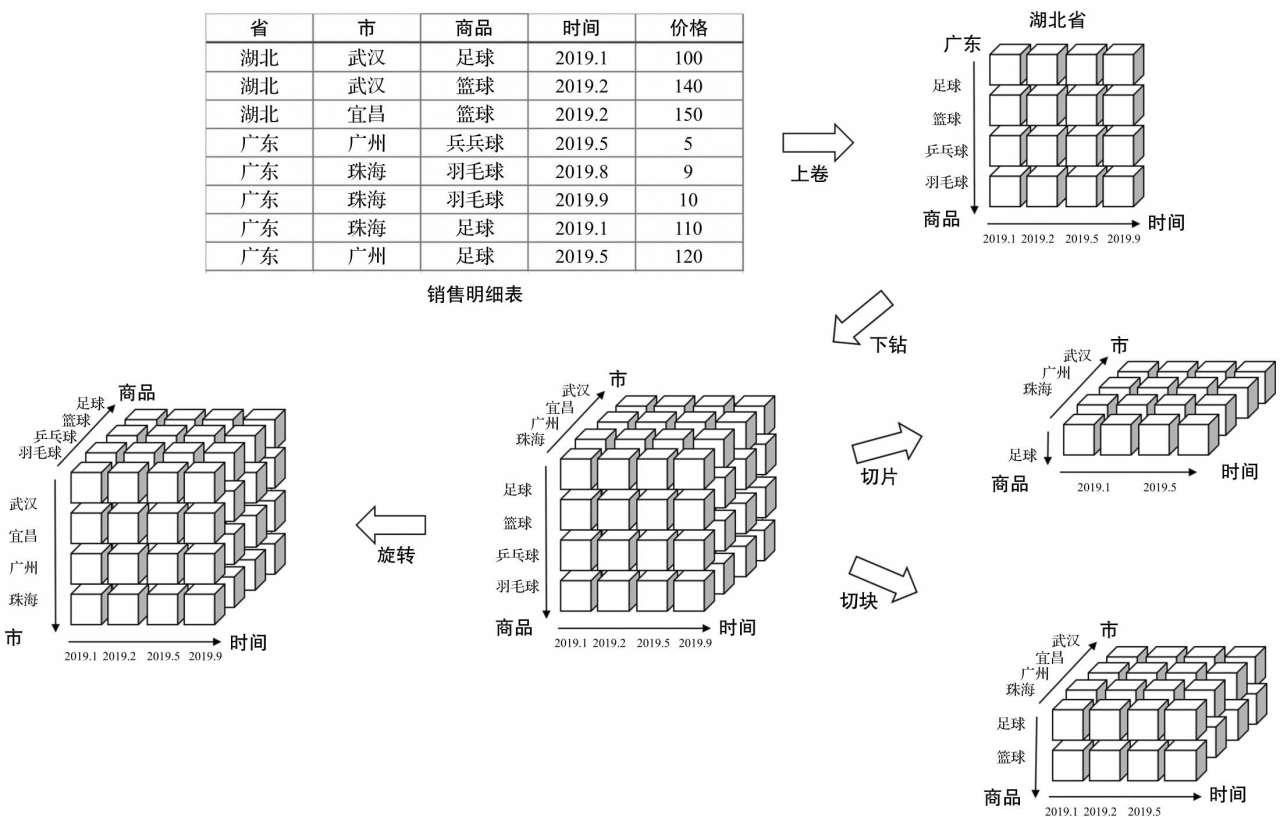 省 市 商品 时间 价格
湖北 武汉 足球 2019.1 100
湖北 武汉 篮球 2019.2 140
湖北 宜昌 篮球 2019.2 150
广东 广州 兵兵球 2019.5 5
广东 珠海 羽毛球 2019.8 9
广东 珠海 羽毛球 2019.9 10
广东 珠海 足球 2019.1 110
广东 广州 足球 2019.5 120
销售明细表
上卷
湖北省
广东
足球
篮球
乒乓球
羽毛球
商品
时间
2019.1 2019.2 2019.5 2019.9
下钻
商品
足球
篮球
乒乓球
羽毛球
武汉
宜昌
广州
珠海
市
时间
2019.1 2019.2 2019.5 2019.9
旋转
市
武汉
宜昌
广州
珠海
足球
篮球
乒乓球
羽毛球
商品
时间
2019.1 2019.2 2019.5 2019.9
切片
市
武汉
广州
珠海
足球
商品
时间
2019.1 2019.5
切块
市
武汉
宜昌
广州
珠海
足球
篮球
商品
时间
2019.1 2019.2 2019.5